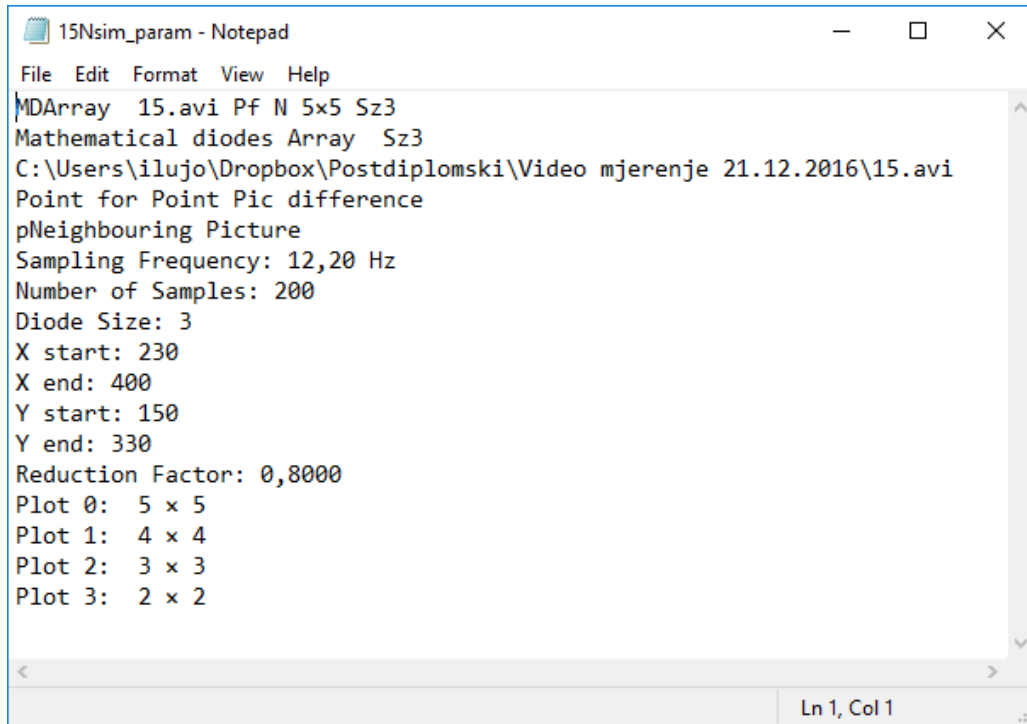 15Nsim_param - Notepad
File Edit Format View Help
MDArray  15.avi Pf N 5×5 Sz3
Mathematical diodes Array  Sz3
C:\Users\ilujo\Dropbox\Postdiplomski\Video mjerenje 21.12.2016\15.avi
Point for Point Pic difference
pNeighbouring Picture
Sampling Frequency: 12,20 Hz
Number of Samples: 200
Diode Size: 3
X start: 230
X end: 400
Y start: 150
Y end: 330
Reduction Factor: 0,8000
Plot 0:  5 × 5
Plot 1:  4 × 4
Plot 2:  3 × 3
Plot 3:  2 × 2
Ln 1, Col 1